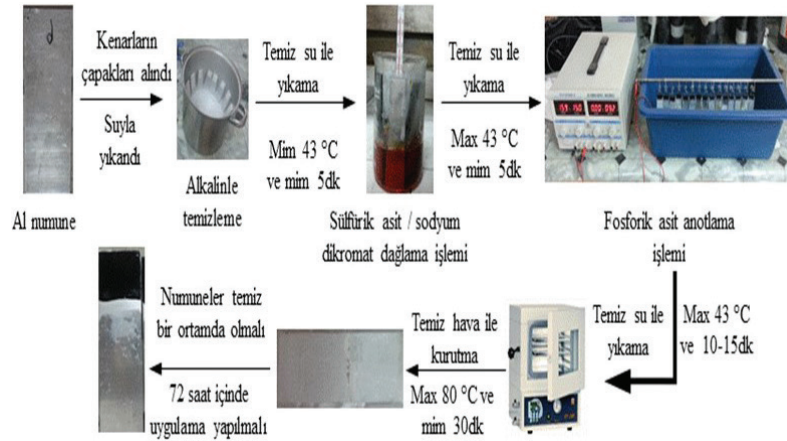 Kenarların
çapakları alındı
Suyla
yıkandı
Al numune
Alkalinle
temizleme
Temiz su ile
yıkama
Mim 43 °C
ve mim 5dk
Sülfürik asit / sodyum
dikromat dağlama işlemi
Temiz su ile
yıkama
Max 43 °C
ve mim 5dk
Fosforik asit anotlama
işlemi
Temiz su ile
yıkama
Max 43 °C
ve 10-15dk
Temiz hava ile
kurutma
Max 80 °C ve
mim 30dk
Numuneler temiz
bir ortamda olmalı
72 saat içinde
uygulama yapılmalı